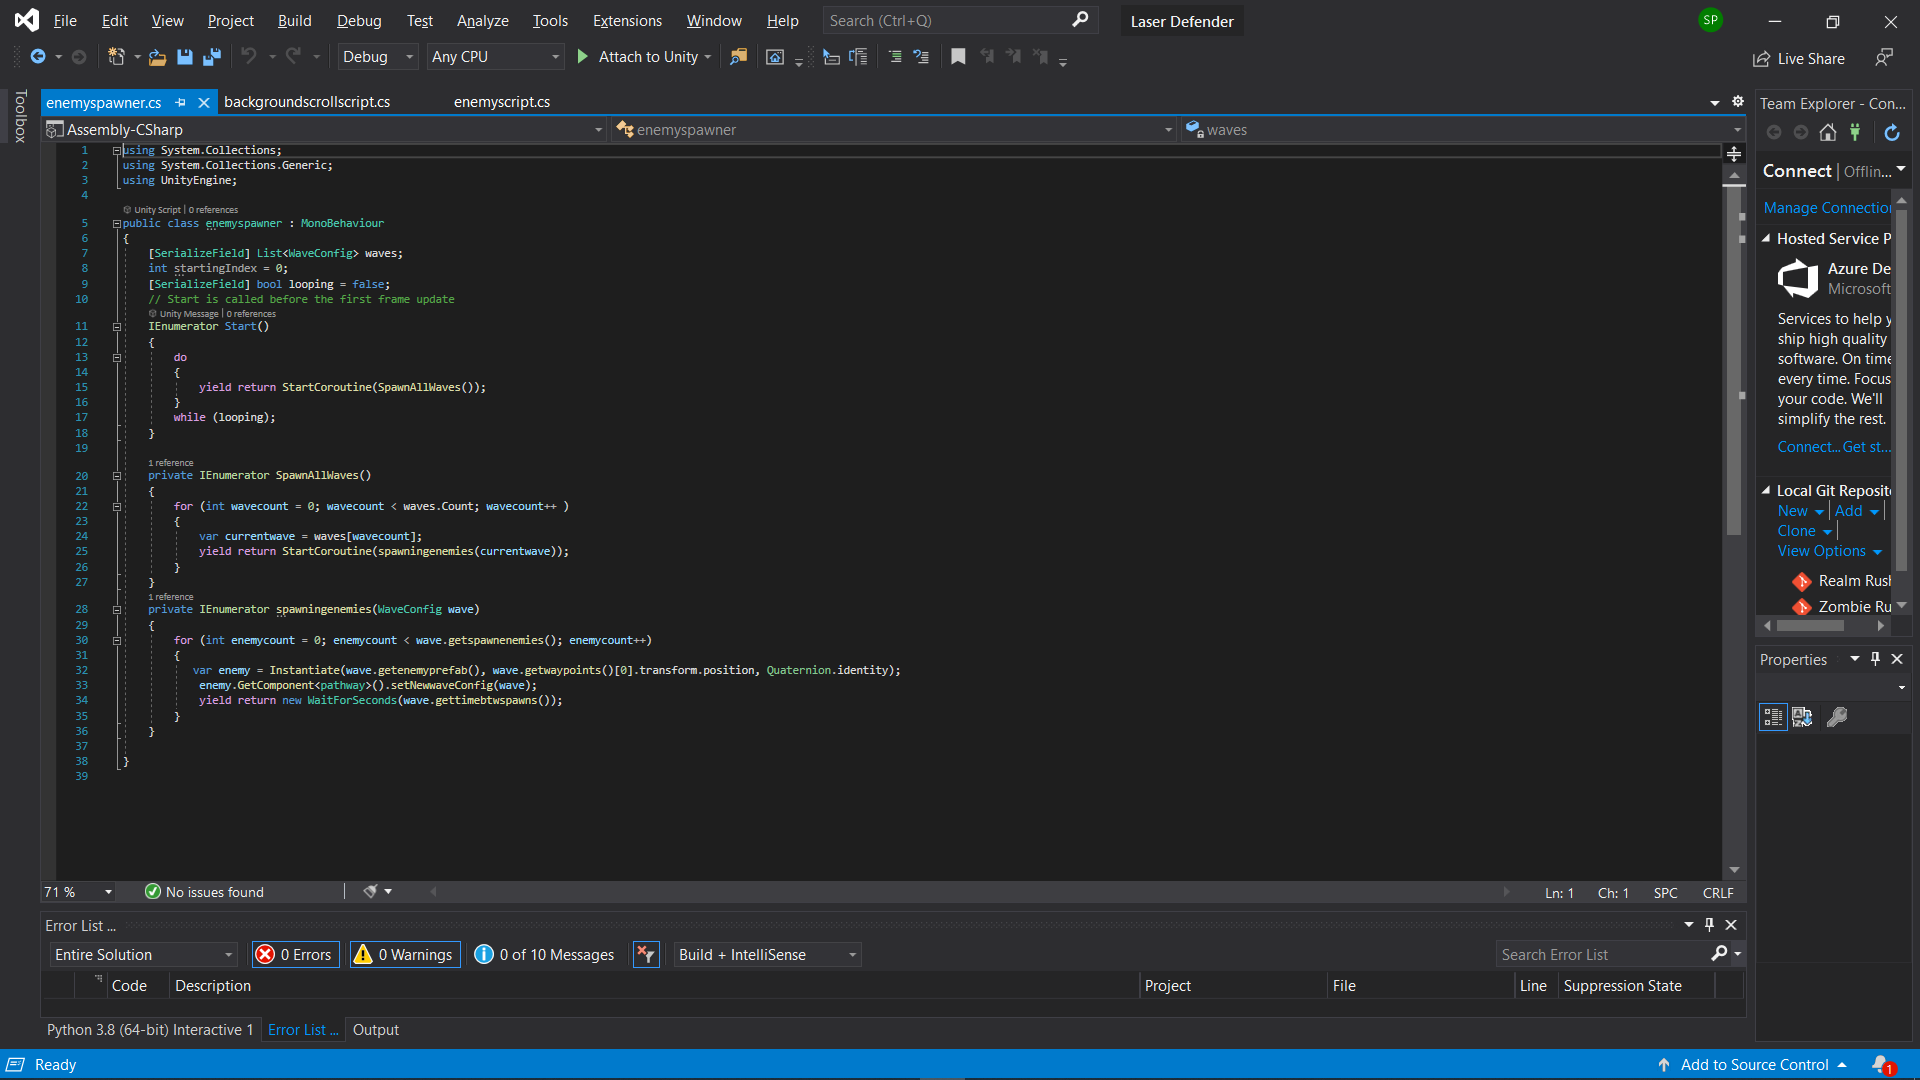 File Edit View Project Build Debug Test Analyze Tools Extensions Window Help Search (Ctrl+Q) Laser Defender SP
Debug Any CPU Attach to Unity Live Share
Toolbox
enemyspawner.cs backgroundscrollscript.cs enemyscript.cs
Assembly-CSharp enemyspawner waves
1 using System.Collections;
2 using System.Collections.Generic;
3 using UnityEngine;
4
Unity Script | 0 references
5 public class enemyspawner : MonoBehaviour
6 {
7 [SerializeField] List<WaveConfig> waves;
8 int startingIndex = 0;
9 [SerializeField] bool looping = false;
10 // Start is called before the first frame update
Unity Message | 0 references
11 IEnumerator Start()
12 {
13 do
14 {
15 yield return StartCoroutine(SpawnAllWaves());
16 }
17 while (looping);
18 }
19
1 reference
20 private IEnumerator SpawnAllWaves()
21 {
22 for (int wavecount = 0; wavecount < waves.Count; wavecount++ )
23 {
24 var currentwave = waves[wavecount];
25 yield return StartCoroutine(spawningenemies(currentwave));
26 }
27 }
1 reference
28 private IEnumerator spawningenemies(WaveConfig wave)
29 {
30 for (int enemycount = 0; enemycount < wave.getspawnenemies(); enemycount++)
31 {
32 var enemy = Instantiate(wave.getenemyprefab(), wave.getwaypoints()[0].transform.position, Quaternion.identity);
33 enemy.GetComponent<pathway>().setNewwaveConfig(wave);
34 yield return new WaitForSeconds(wave.gettimebtwspawns());
35 }
36 }
37
38 }
39
71 % No issues found Ln: 1 Ch: 1 SPC CRLF
Error List ...
Entire Solution 0 Errors 0 Warnings 0 of 10 Messages Build + IntelliSense Search Error List
Code Description Project File Line Suppression State
Python 3.8 (64-bit) Interactive 1 Error List ... Output
Ready Add to Source Control 1
Team Explorer - Con...
Connect | Offlin...
Manage Connectio
Hosted Service P
Azure De
Microsoft
Services to help y
ship high quality
software. On time
every time. Focus
your code. We'll
simplify the rest.
Connect... Get st...
Local Git Reposit
New Add
Clone
View Options
Realm Rush
Zombie Ru
Properties